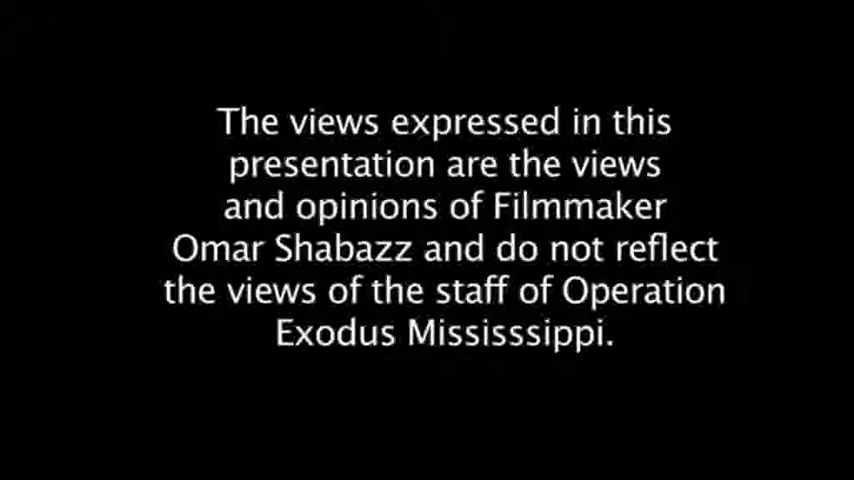 The views expressed in this
presentation are the views
and opinions of Filmmaker
Omar Shabazz and do not reflect
the views of the staff of Operation
Exodus Mississsippi.